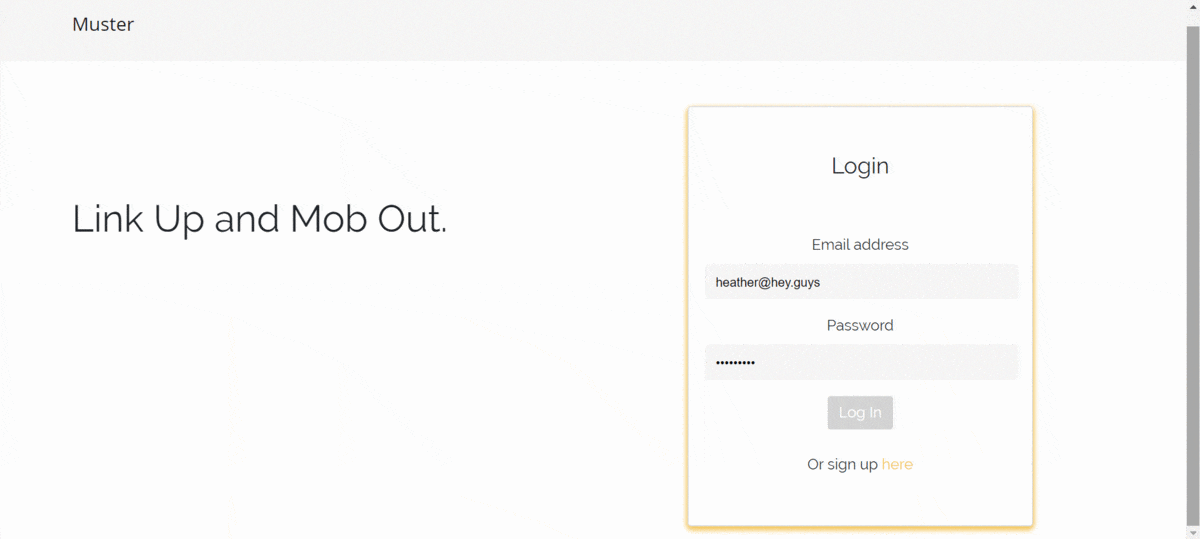 Muster
Link Up and Mob Out.
Login
Email address
heather@hey.guys
Password
•••••••••
Log In
Or sign up here